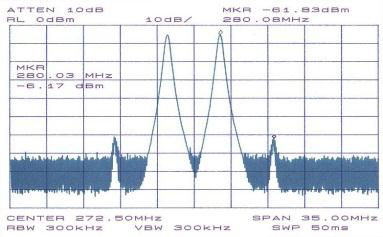 ATTEN 10dB MKR -61.83dBm
RL 0dBm 10dB/ 280.08MHz
MKR
280.03 MHz
-6.17 dBm
CENTER 272.50MHz SPAN 35.00MHz
RBW 300kHz VBW 300kHz SWP 50ms